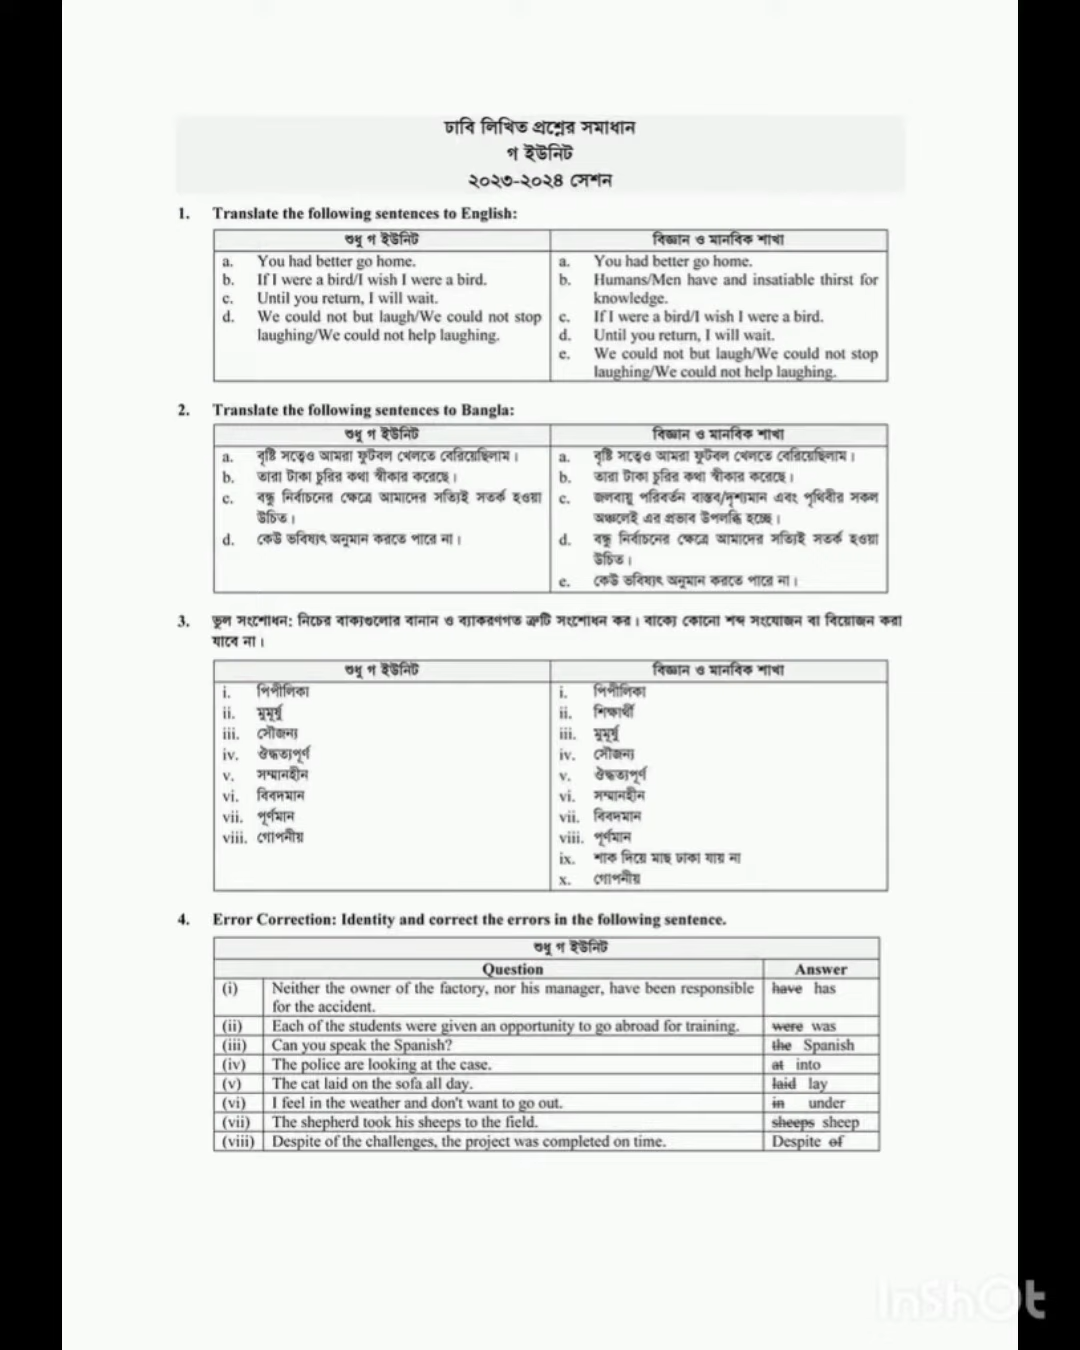 ঢাবি লিখিত প্রশ্নের সমাধান
গ ইউনিট
২০২৩-২০২৪ সেশন
1. Translate the following sentences to English:
শুধু গ ইউনিট
a. You had better go home.
b. If I were a bird/I wish I were a bird.
c. Until you return, I will wait.
d. We could not but laugh/We could not stop
laughing/We could not help laughing.
বিজ্ঞান ও মানবিক শাখা
a. You had better go home.
b. Humans/Men have and insatiable thirst for
knowledge.
c. If I were a bird/I wish I were a bird.
d. Until you return, I will wait.
e. We could not but laugh/We could not stop
laughing/We could not help laughing.
2. Translate the following sentences to Bangla:
শুধু গ ইউনিট
a. বৃষ্টি সত্ত্বেও আমরা ফুটবল খেলতে বেরিয়েছিলাম।
b. তারা টাকা চুরির কথা স্বীকার করেছে।
c. বন্ধু নির্বাচনের ক্ষেত্রে আমাদের সত্যিই সতর্ক হওয়া
উচিত।
d. কেউ ভবিষ্যৎ অনুমান করতে পারে না।
বিজ্ঞান ও মানবিক শাখা
a. বৃষ্টি সত্ত্বেও আমরা ফুটবল খেলতে বেরিয়েছিলাম।
b. তারা টাকা চুরির কথা স্বীকার করেছে।
c. জলবায়ু পরিবর্তন বাস্তব/দৃশ্যমান এবং পৃথিবীর সকল
অঞ্চলেই এর প্রভাব উপলব্ধি হচ্ছে।
d. বন্ধু নির্বাচনের ক্ষেত্রে আমাদের সত্যিই সতর্ক হওয়া
উচিত।
e. কেউ ভবিষ্যৎ অনুমান করতে পারে না।
3. ভুল সংশোধন: নিচের বাক্যগুলোর বানান ও ব্যাকরণগত ত্রুটি সংশোধন কর। বাক্যে কোনো শব্দ সংযোজন বা বিয়োজন করা
যাবে না।
শুধু গ ইউনিট
i. পিপীলিকা
ii. মুমূর্ষু
iii. সৌজন্য
iv. ঔদ্ধত্যপূর্ণ
v. সম্মানহীন
vi. বিবদমান
vii. পূর্ণমান
viii. গোপনীয়
বিজ্ঞান ও মানবিক শাখা
i. পিপীলিকা
ii. শিক্ষার্থী
iii. মুমূর্ষু
iv. সৌজন্য
v. ঔদ্ধত্যপূর্ণ
vi. সম্মানহীন
vii. বিবদমান
viii. পূর্ণমান
ix. শাক দিয়ে মাছ ঢাকা যায় না
x. গোপনীয়
4. Error Correction: Identity and correct the errors in the following sentence.
শুধু গ ইউনিট
Question Answer
(i) Neither the owner of the factory, nor his manager, have been responsible have has
for the accident.
(ii) Each of the students were given an opportunity to go abroad for training. were was
(iii) Can you speak the Spanish? the Spanish
(iv) The police are looking at the case. at into
(v) The cat laid on the sofa all day. laid lay
(vi) I feel in the weather and don't want to go out. in under
(vii) The shepherd took his sheeps to the field. sheeps sheep
(viii) Despite of the challenges, the project was completed on time. Despite of
InShOt